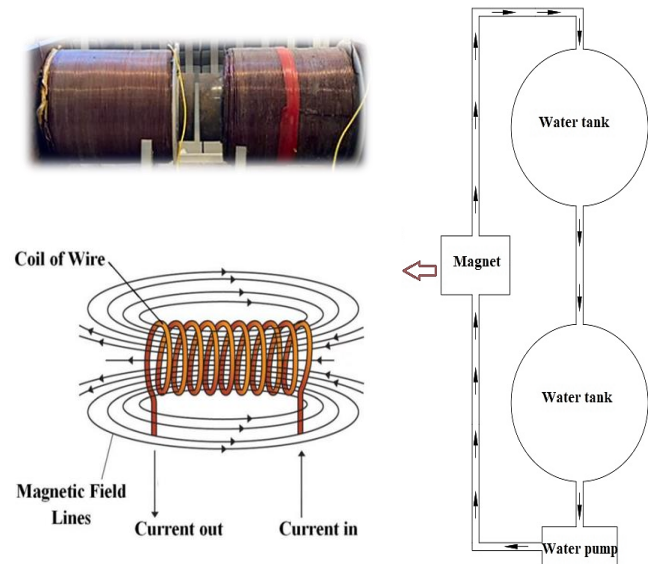 Coil of Wire
Magnetic Field
Lines
Current out
Current in
Water tank
Magnet
Water tank
Water pump